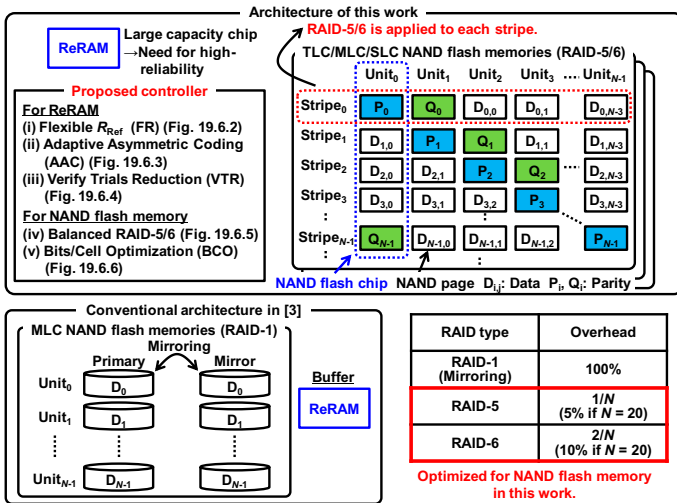 Architecture of this work
ReRAM
Large capacity chip
→Need for high-
reliability
RAID-5/6 is applied to each stripe.
TLC/MLC/SLC NAND flash memories (RAID-5/6)
Unit0 Unit1 Unit2 Unit3 ····· UnitN-1
Stripe0 P0 Q0 D0,0 D0,1 D0,N-3
Stripe1 D1,0 P1 Q1 D1,1 D1,N-3
Stripe2 D2,0 D2,1 P2 Q2 ····· D2,N-3
Stripe3 D3,0 D3,1 D3,2 P3 D3,N-3
StripeN-1 QN-1 DN-1,0 DN-1,1 DN-1,2 PN-1
NAND flash chip NAND page Di,j: Data Pi, Qi: Parity
Proposed controller
For ReRAM
(i) Flexible RRef (FR) (Fig. 19.6.2)
(ii) Adaptive Asymmetric Coding
(AAC) (Fig. 19.6.3)
(iii) Verify Trials Reduction (VTR)
(Fig. 19.6.4)
For NAND flash memory
(iv) Balanced RAID-5/6 (Fig. 19.6.5)
(v) Bits/Cell Optimization (BCO)
(Fig. 19.6.6)
Conventional architecture in [3]
MLC NAND flash memories (RAID-1)
Mirroring
Primary Mirror
Unit0 D0 D0
Unit1 D1 D1
UnitN-1 DN-1 DN-1
Buffer
ReRAM
RAID type Overhead
RAID-1
(Mirroring) 100%
RAID-5 1/N
(5% if N = 20)
RAID-6 2/N
(10% if N = 20)
Optimized for NAND flash memory
in this work.